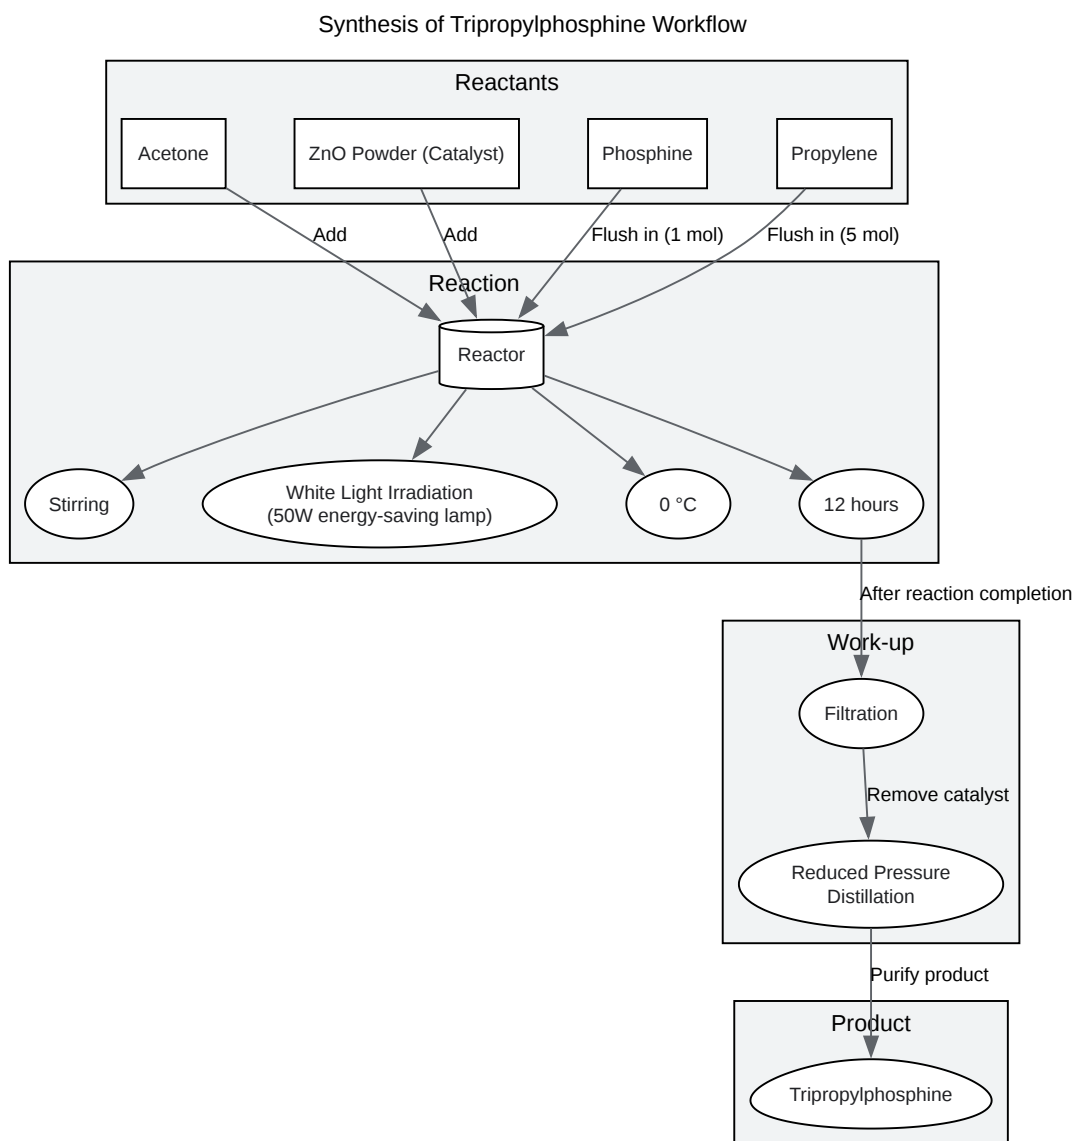 Synthesis of Tripropylphosphine Workflow
Reactants
Acetone
ZnO Powder (Catalyst)
Phosphine
Propylene
Add
Add
Flush in (1 mol)
Flush in (5 mol)
Reaction
Reactor
Stirring
White Light Irradiation
(50W energy-saving lamp)
0 °C
12 hours
After reaction completion
Work-up
Filtration
Remove catalyst
Reduced Pressure
Distillation
Purify product
Product
Tripropylphosphine